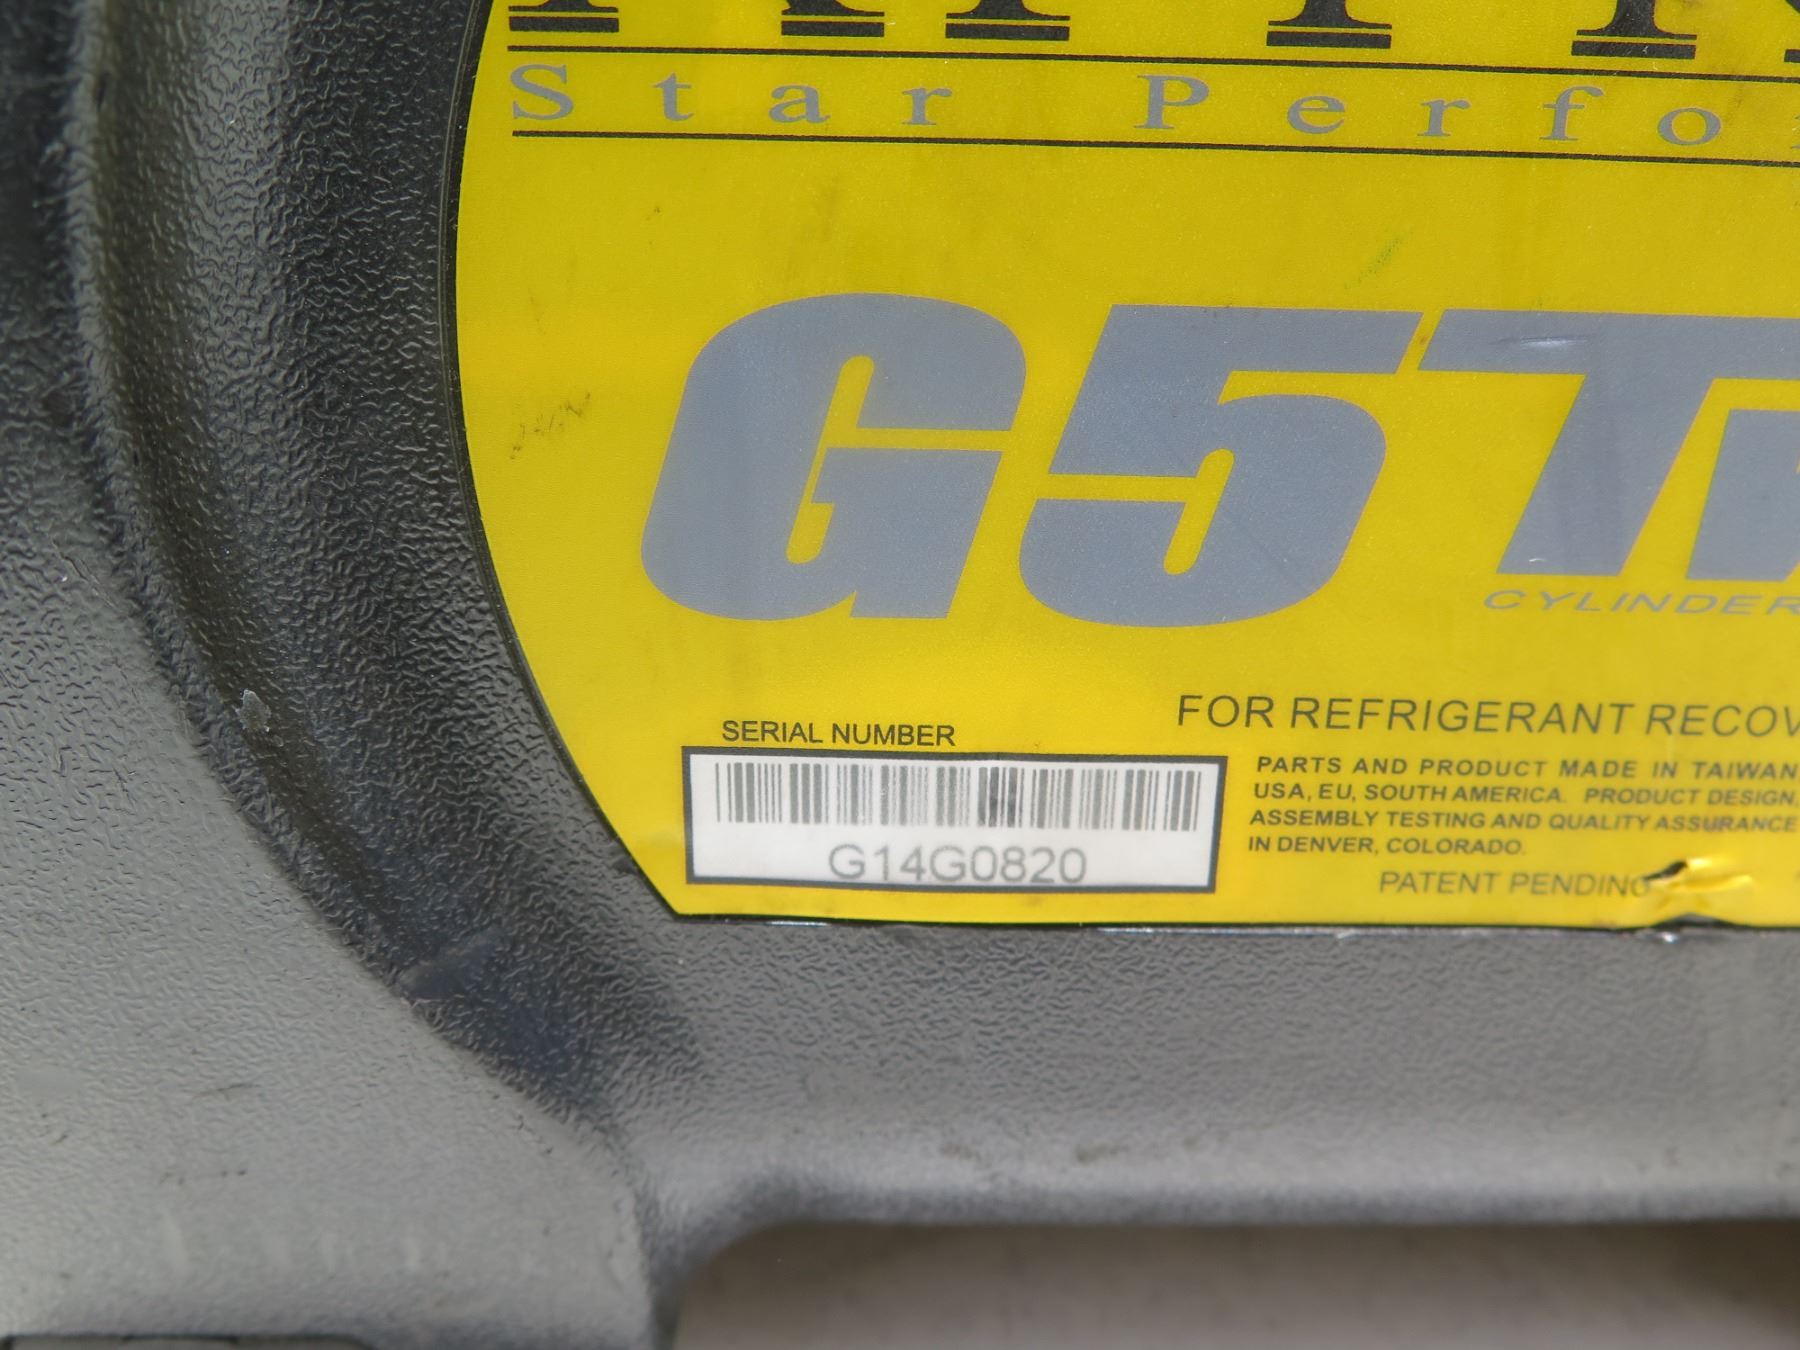 Star Perfo
G5T
CYLINDER
FOR REFRIGERANT RECOV
SERIAL NUMBER
PARTS AND PRODUCT MADE IN TAIWAN,
USA, EU, SOUTH AMERICA. PRODUCT DESIGN,
ASSEMBLY TESTING AND QUALITY ASSURANCE
IN DENVER, COLORADO.
G14G0820
PATENT PENDING